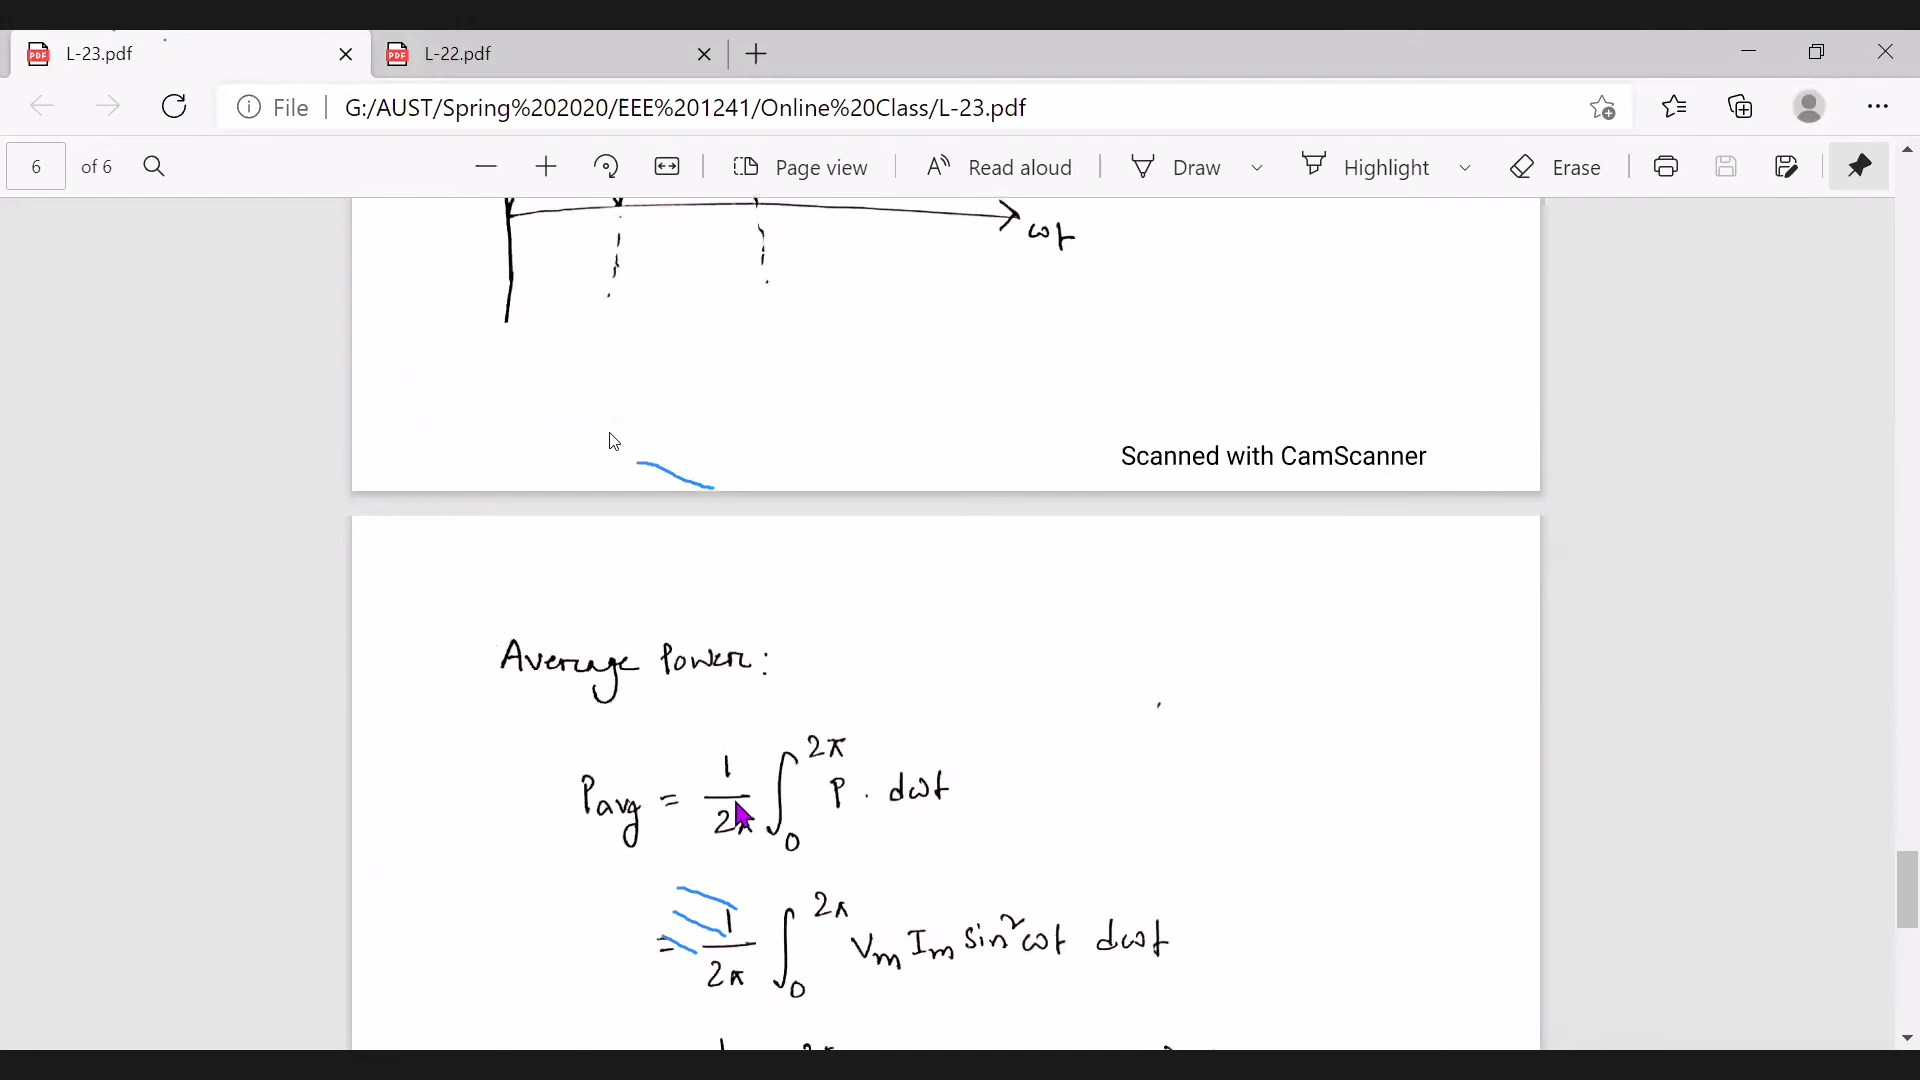 L-23.pdf
L-22.pdf
File
G:/AUST/Spring%202020/EEE%201241/Online%20Class/L-23.pdf
6 of 6
Page view
Read aloud
Draw
Highlight
Erase
ωt
Scanned with CamScanner
Average Power:
Pavg = 1/2π ∫₀^2π P . dωt
= 1/2π ∫₀^2π Vm Im sin²ωt dωt